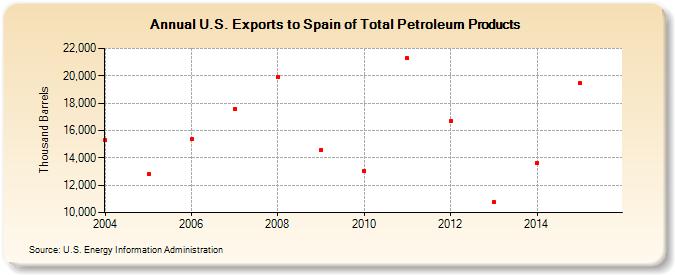 Annual U.S. Exports to Spain of Total Petroleum Products
Thousand Barrels
22,000
20,000
18,000
16,000
14,000
12,000
10,000
2004 2006 2008 2010 2012 2014
Source: U.S. Energy Information Administration